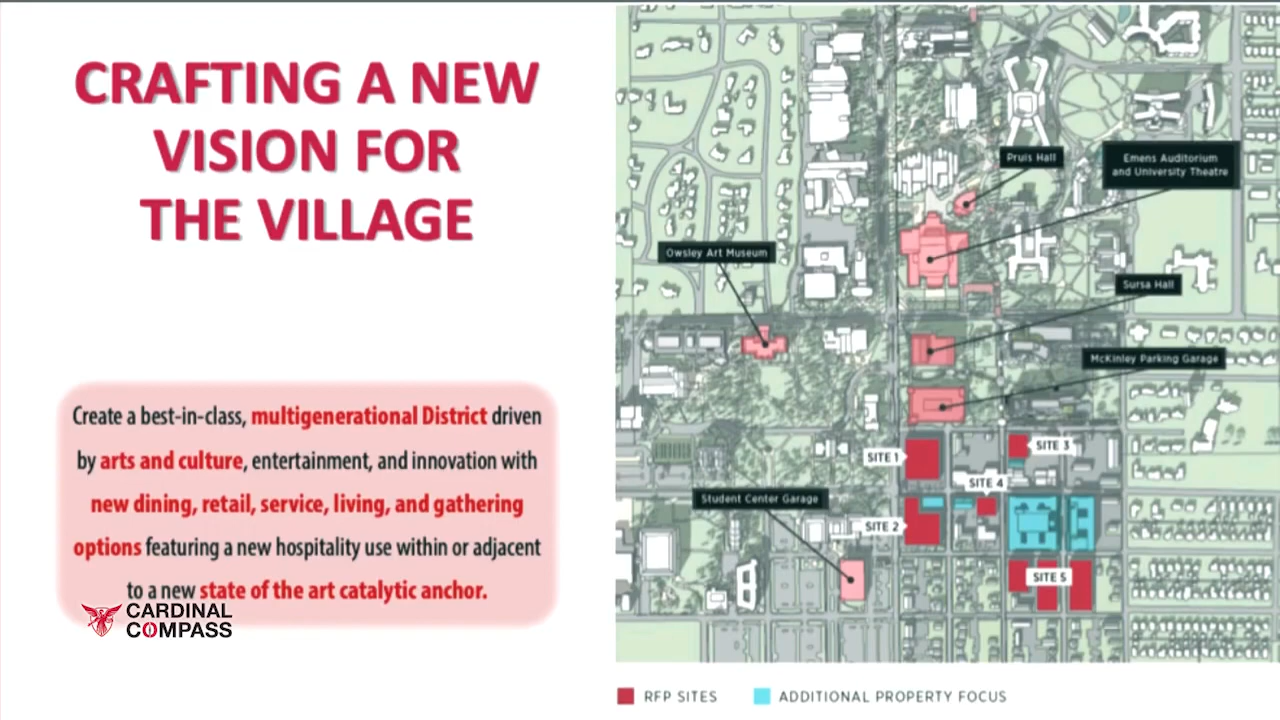 CRAFTING A NEW
VISION FOR
THE VILLAGE
Create a best-in-class, multigenerational District driven
by arts and culture, entertainment, and innovation with
new dining, retail, service, living, and gathering
options featuring a new hospitality use within or adjacent
to a new state of the art catalytic anchor.
CARDINAL
COMPASS
Pruis Hall
Emens Auditorium
and University Theatre
Owsley Art Museum
Sursa Hall
McKinley Parking Garage
SITE 3
SITE 1
SITE 4
Student Center Garage
SITE 2
SITE 5
RFP SITES
ADDITIONAL PROPERTY FOCUS